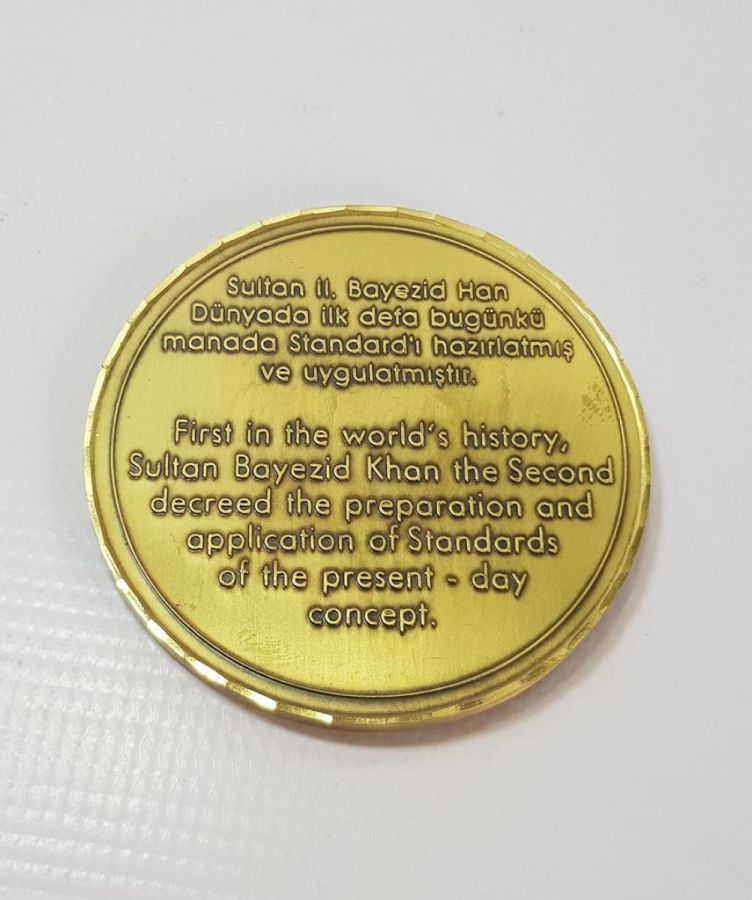 Sultan II. Bayezid Han
Dünyada ilk defa bugünkü
manada Standard'ı hazırlatmış
ve uygulatmıştır.
First in the world's history,
Sultan Bayezid Khan the Second
decreed the preparation and
application of Standards
of the present - day
concept.